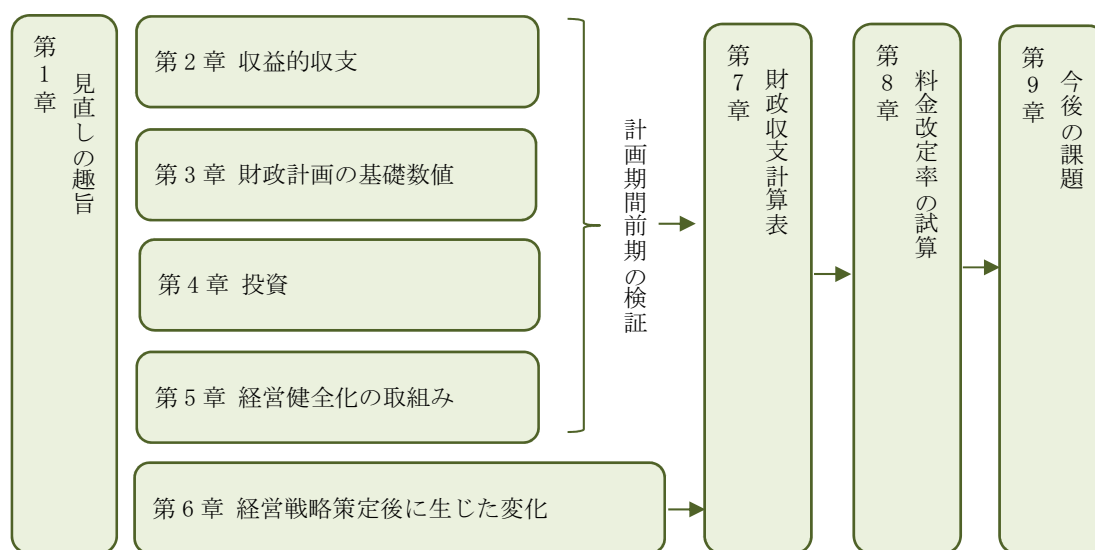 第1章
見直しの趣旨
第2章 収益的収支
第3章 財政計画の基礎数値
第4章 投資
第5章 経営健全化の取組み
第6章 経営戦略策定後に生じた変化
計画期間前期の検証
第7章
財政収支計算表
第8章
料金改定率の試算
第9章
今後の課題